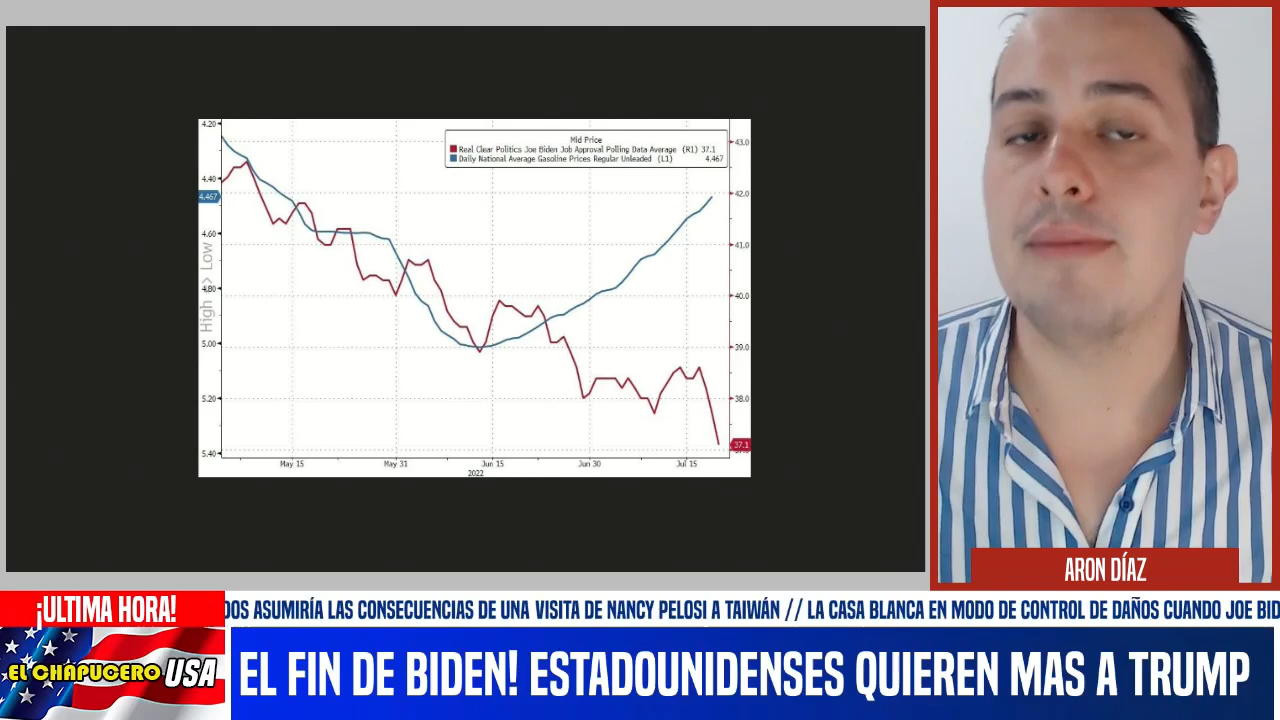 4.20
4.40
4.467
4.60
4.80
5.00
5.20
5.40
High > > Low
Mid Price
Real Clear Politics Joe Biden Job Approval Polling Data Average (R1) 37.1
Daily National Average Gasoline Prices Regular Unleaded (L1) 4.467
43.0
42.0
41.0
40.0
39.0
38.0
37.1
May 15
May 31
Jun 15
Jun 30
Jul 15
2022
ARON DÍAZ
¡ULTIMA HORA!
DOS ASUMIRÍA LAS CONSECUENCIAS DE UNA VISITA DE NANCY PELOSI A TAIWÁN // LA CASA BLANCA EN MODO DE CONTROL DE DAÑOS CUANDO JOE BID
EL CHAPUCERO USA
EL FIN DE BIDEN! ESTADOUNIDENSES QUIEREN MAS A TRUMP